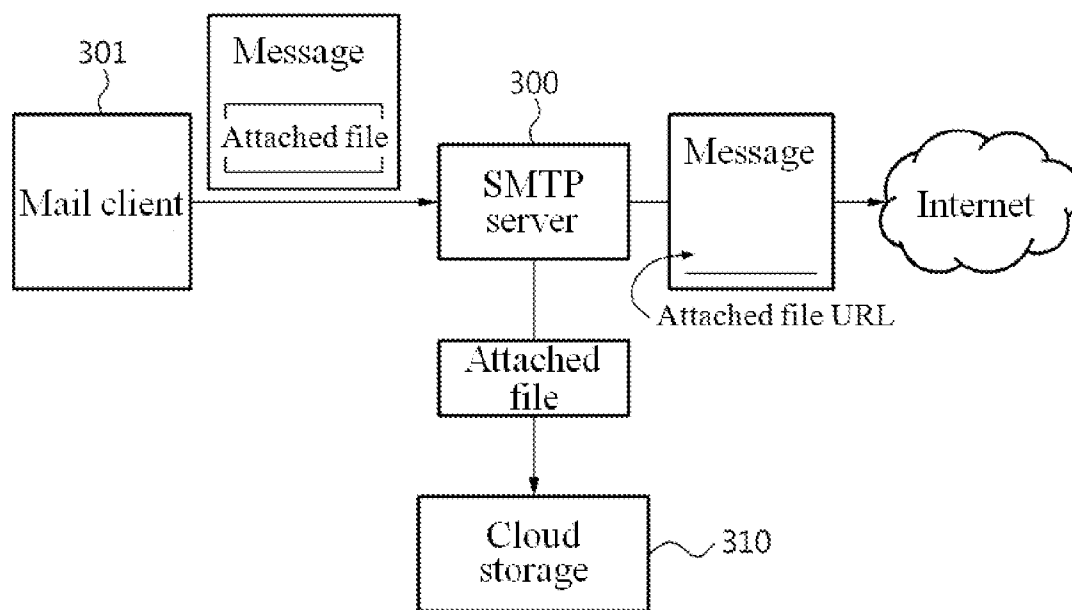 301
Message
Attached file
Mail client
300
SMTP
server
Message
Attached file URL
Internet
Attached
file
Cloud
storage
310